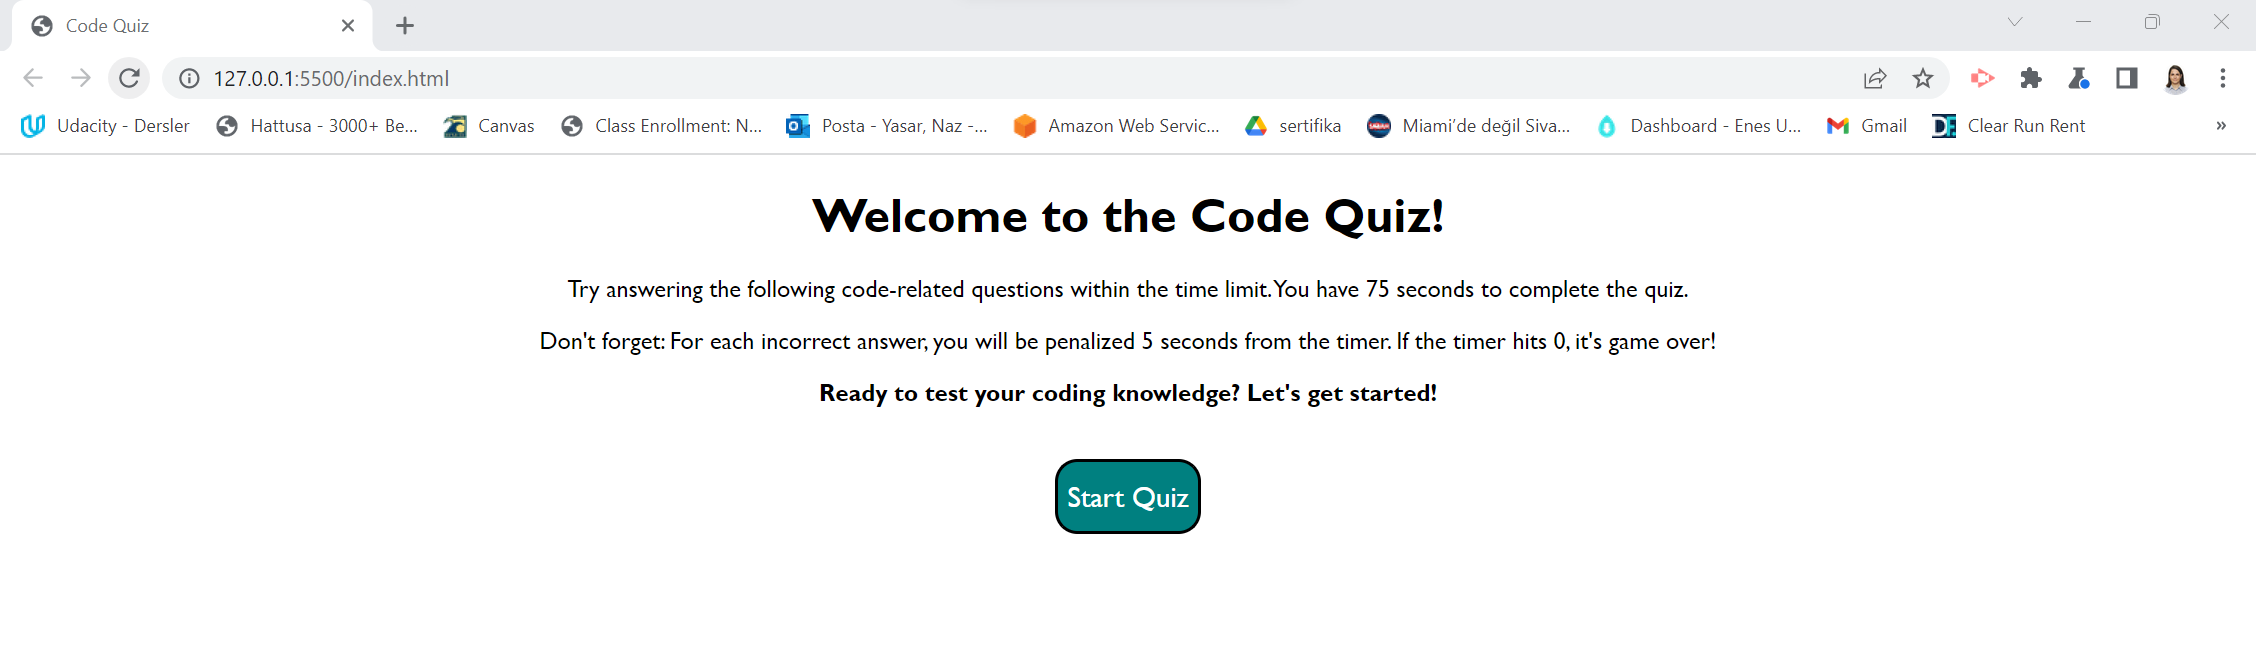 Code Quiz
127.0.0.1:5500/index.html
Udacity - Dersler
Hattusa - 3000+ Be...
Canvas
Class Enrollment: N...
Posta - Yasar, Naz -...
Amazon Web Servic...
sertifika
Miami’de değil Siva...
Dashboard - Enes U...
Gmail
Clear Run Rent
»
Welcome to the Code Quiz!
Try answering the following code-related questions within the time limit. You have 75 seconds to complete the quiz.
Don't forget: For each incorrect answer, you will be penalized 5 seconds from the timer. If the timer hits 0, it's game over!
Ready to test your coding knowledge? Let's get started!
Start Quiz